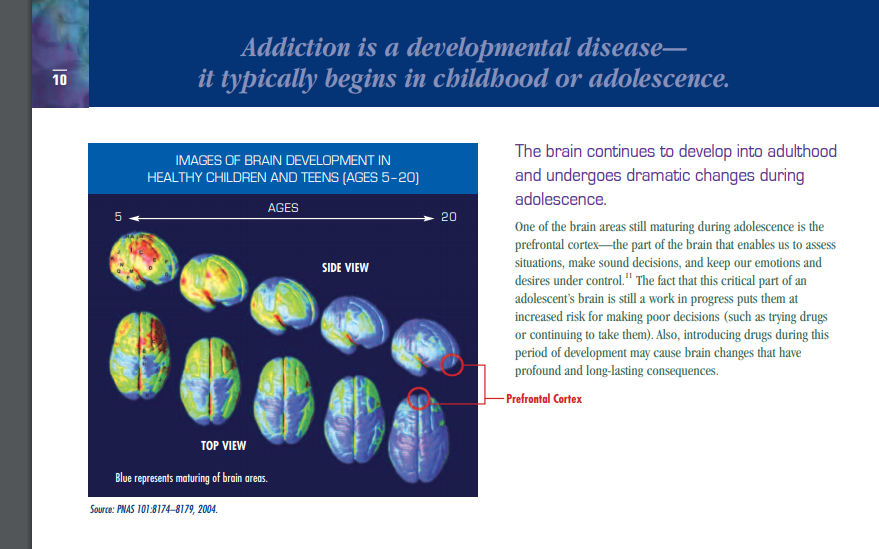 10
Addiction is a developmental disease—
it typically begins in childhood or adolescence.
IMAGES OF BRAIN DEVELOPMENT IN
HEALTHY CHILDREN AND TEENS (AGES 5–20)
AGES
5
20
SIDE VIEW
TOP VIEW
Prefrontal Cortex
Blue represents maturing of brain areas.
Source: PNAS 101:8174–8179, 2004.
The brain continues to develop into adulthood
and undergoes dramatic changes during
adolescence.
One of the brain areas still maturing during adolescence is the
prefrontal cortex—the part of the brain that enables us to assess
situations, make sound decisions, and keep our emotions and
desires under control.11 The fact that this critical part of an
adolescent's brain is still a work in progress puts them at
increased risk for making poor decisions (such as trying drugs
or continuing to take them). Also, introducing drugs during this
period of development may cause brain changes that have
profound and long-lasting consequences.